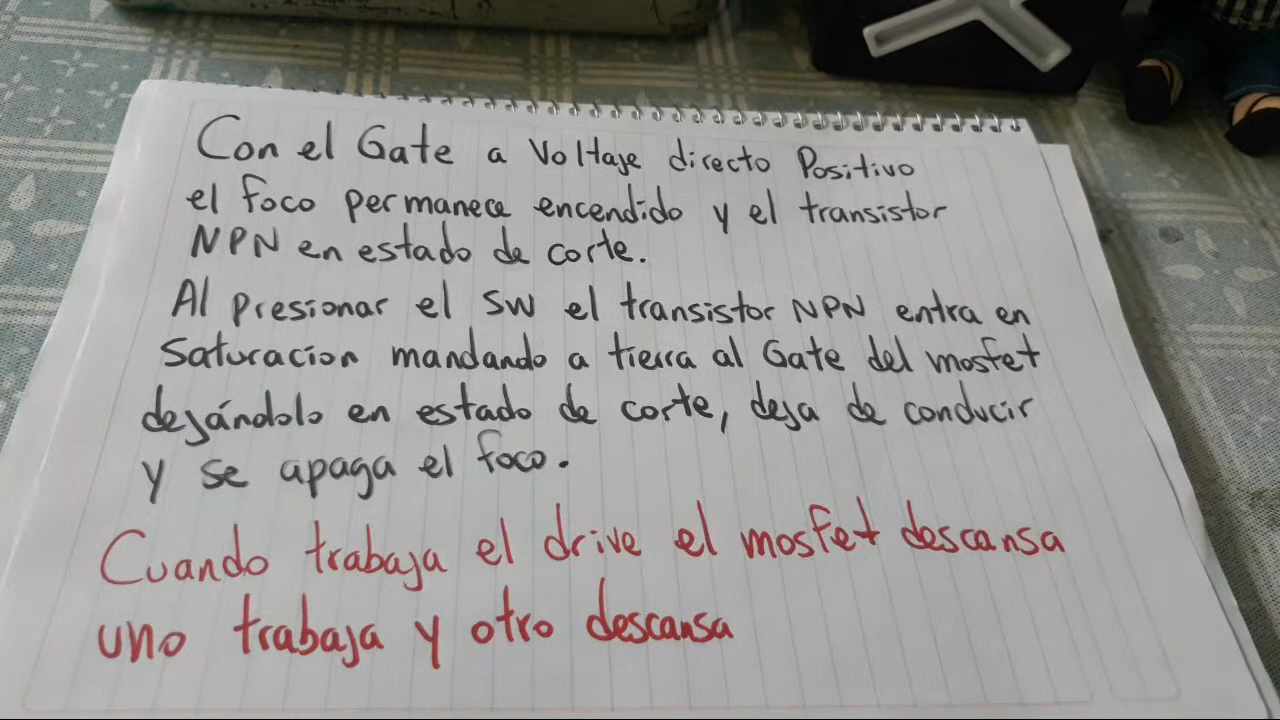 Con el Gate a Voltaje directo Positivo
el foco permanece encendido y el transistor
NPN en estado de corte.
Al presionar el SW el transistor NPN entra en
Saturacion mandando a tierra al Gate del mosfet
dejándolo en estado de corte, deja de conducir
y se apaga el foco.
Cuando trabaja el drive el mosfet descansa
uno trabaja y otro descansa